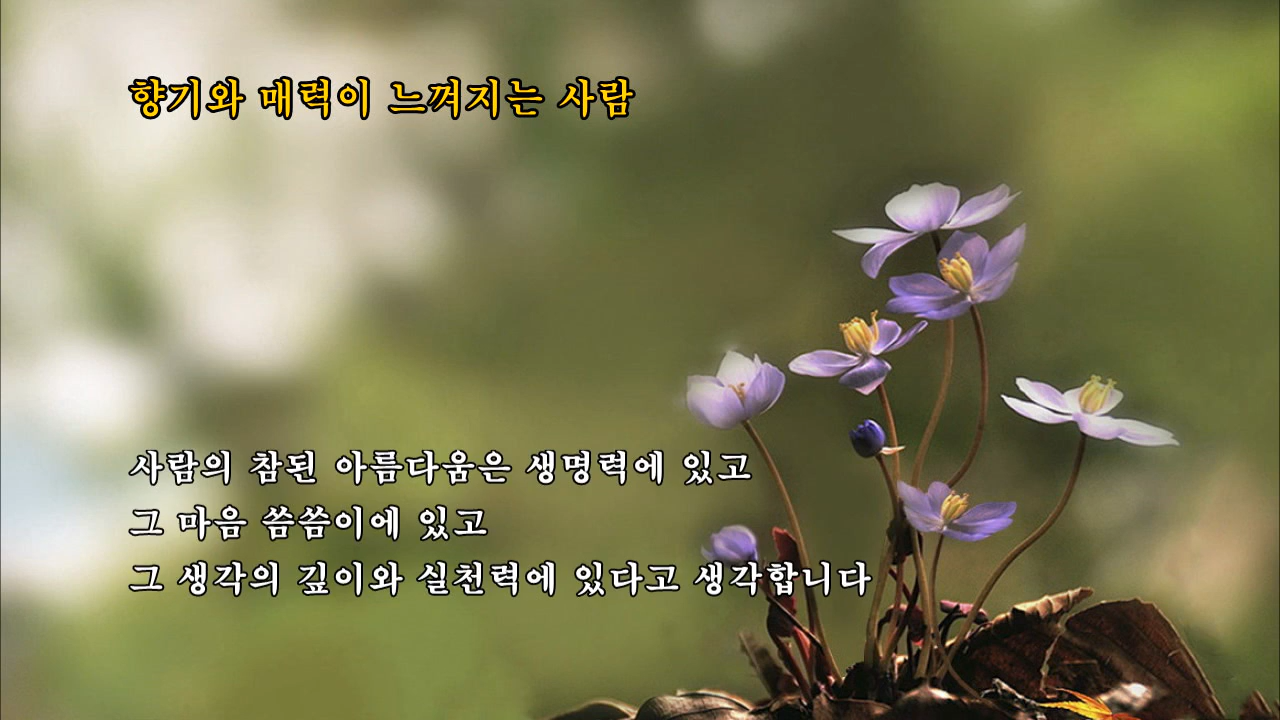 향기와 매력이 느껴지는 사람
사람의 참된 아름다움은 생명력에 있고
그 마음 씀씀이에 있고
그 생각의 깊이와 실천력에 있다고 생각합니다